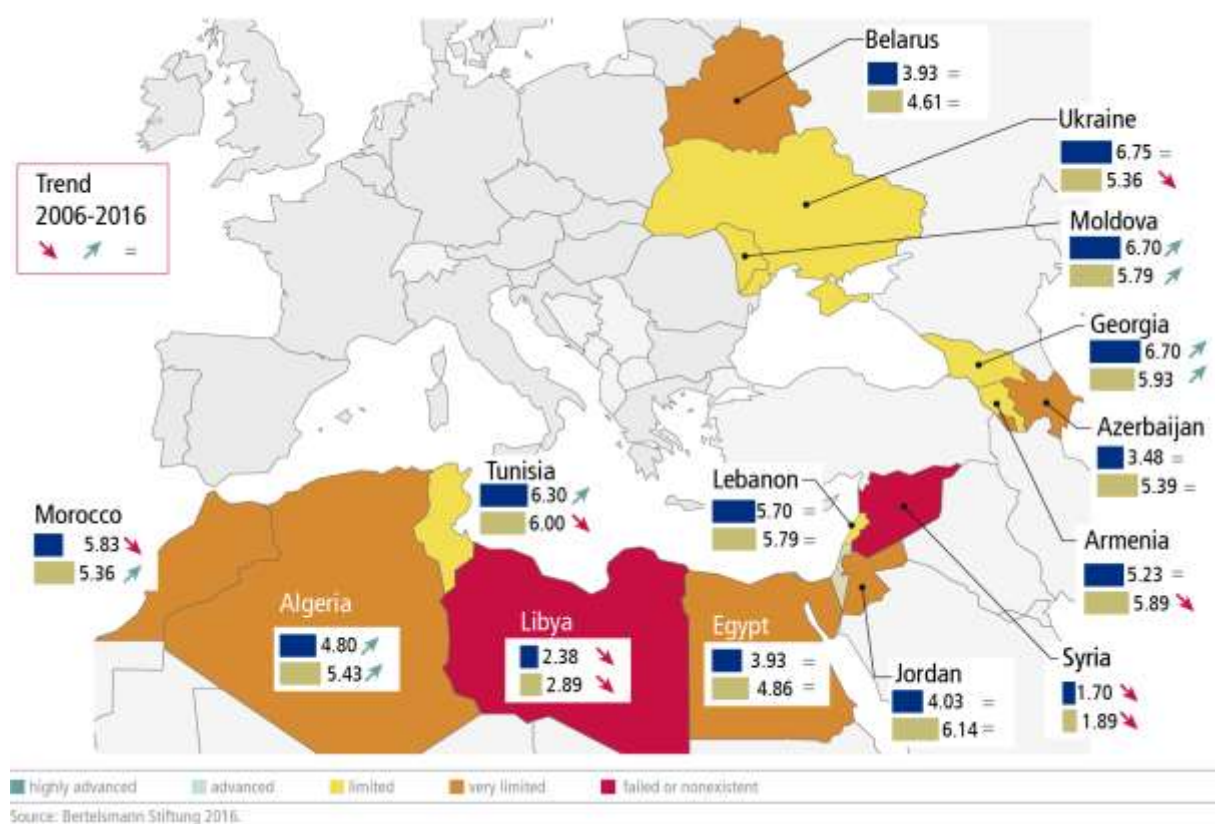 Belarus
3.93 =
4.61 =
Ukraine
6.75 =
5.36
Trend
2006-2016
=
Moldova
6.70
5.79
Georgia
6.70
5.93
Azerbaijan
3.48 =
5.39 =
Tunisia
6.30
6.00
Lebanon
5.70 =
5.79 =
Morocco
5.83
5.36
Armenia
5.23 =
5.89
Algeria
4.80
5.43
Libya
2.38
2.89
Egypt
3.93 =
4.86 =
Jordan
4.03 =
6.14 =
Syria
1.70
1.89
highly advanced advanced limited very limited failed or nonexistent
Source: Bertelsmann Stiftung 2016.